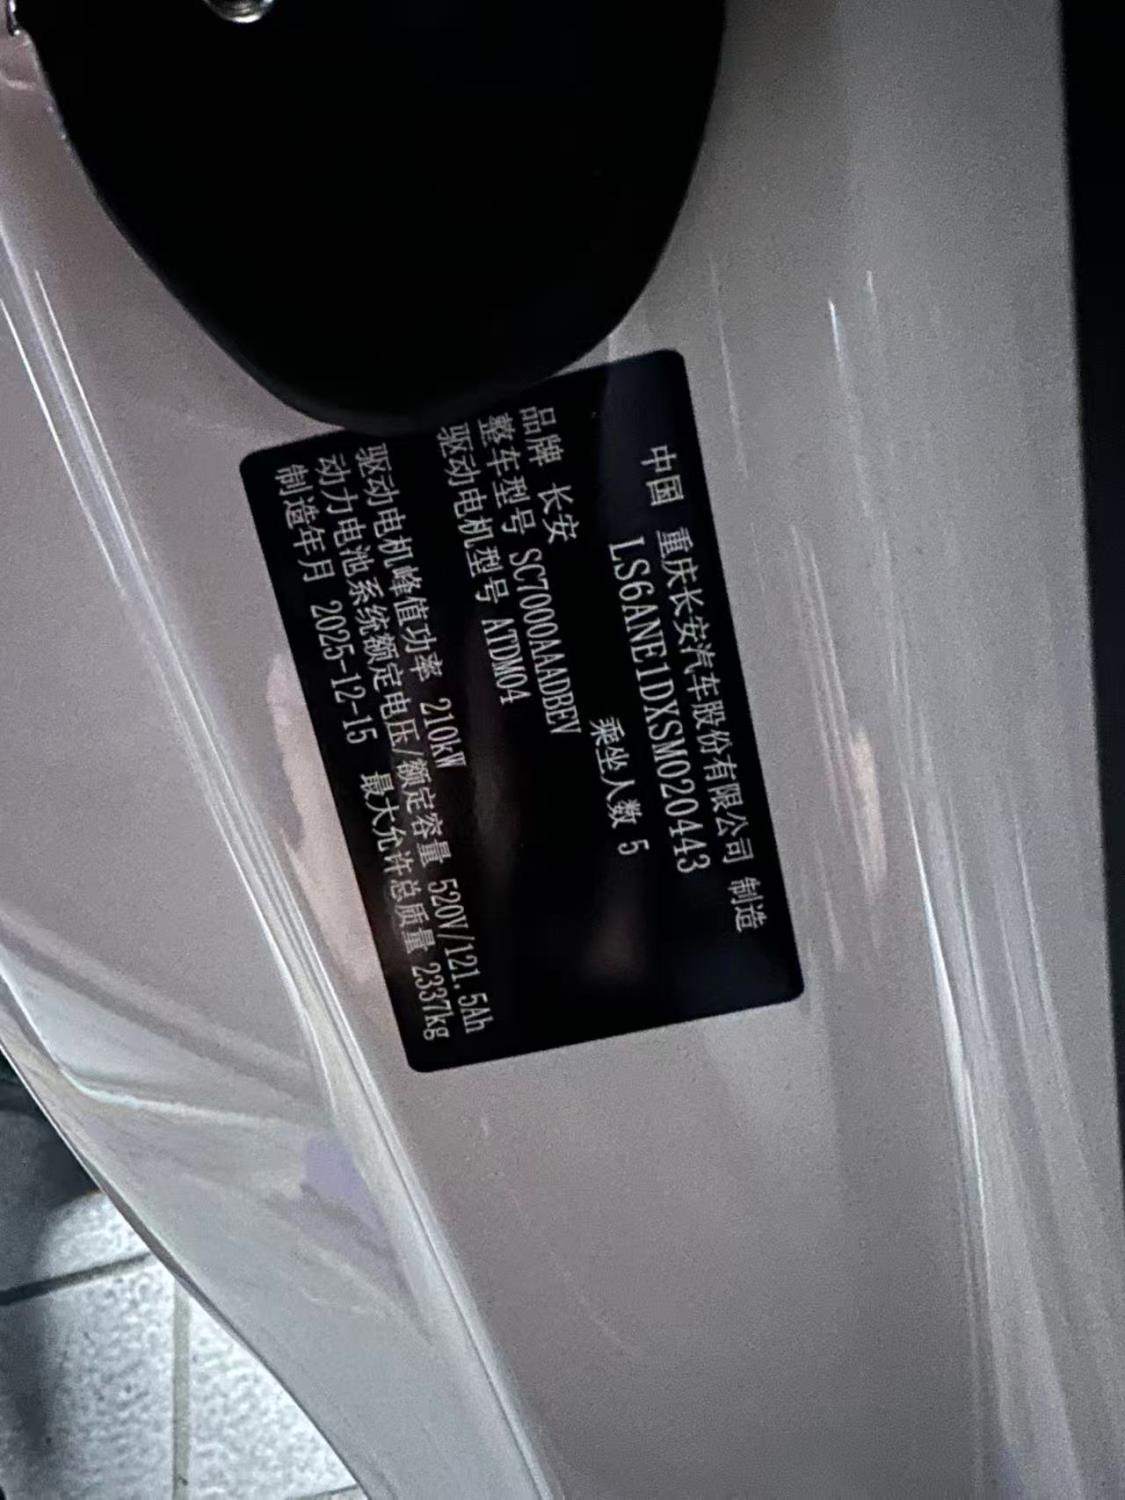 中国 重庆长安汽车股份有限公司 制造
LS6ANE1DXSM020443
乘坐人数 5
品牌 长安
整车型号 SC7000AAADBEV
驱动电机型号 ATDM04
驱动电机峰值功率 210kW
动力电池系统额定电压/额定容量 520V/121.5Ah
制造年月 2025-12-15 最大允许总质量 2337kg